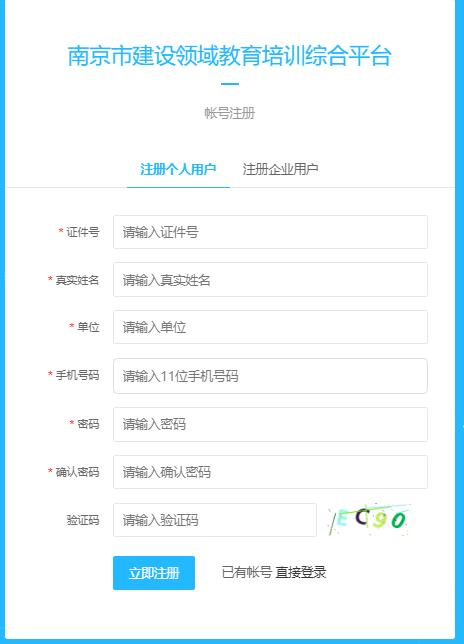 南京市建设领域教育培训综合平台
帐号注册
注册个人用户 注册企业用户
* 证件号 请输入证件号
* 真实姓名 请输入真实姓名
* 单位 请输入单位
* 手机号码 请输入11位手机号码
* 密码 请输入密码
* 确认密码 请输入确认密码
验证码 请输入验证码 EC90
立即注册 已有帐号 直接登录